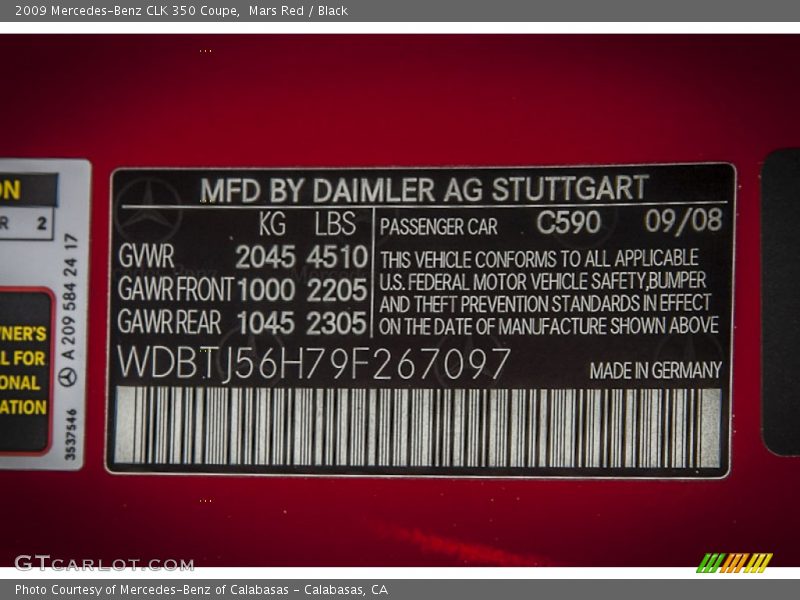 2009 Mercedes-Benz CLK 350 Coupe,  Mars Red / Black
MFD BY DAIMLER AG STUTTGART
KG LBS
GVWR 2045 4510
GAWR FRONT 1000 2205
GAWR REAR 1045 2305
PASSENGER CAR C590 09/08
THIS VEHICLE CONFORMS TO ALL APPLICABLE
U.S. FEDERAL MOTOR VEHICLE SAFETY,BUMPER
AND THEFT PREVENTION STANDARDS IN EFFECT
ON THE DATE OF MANUFACTURE SHOWN ABOVE
WDBTJ56H79F267097
MADE IN GERMANY
ON
R 2
WNER'S
L FOR
ONAL
ATION
A 209 584 24 17
3537546
GTCARLOT.COM
Photo Courtesy of Mercedes-Benz of Calabasas - Calabasas, CA